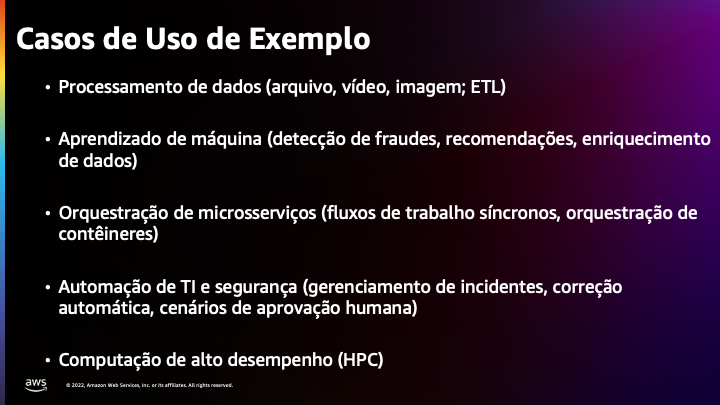 Casos de Uso de Exemplo
• Processamento de dados (arquivo, vídeo, imagem; ETL)
• Aprendizado de máquina (detecção de fraudes, recomendações, enriquecimento
de dados)
• Orquestração de microsserviços (fluxos de trabalho síncronos, orquestração de
contêineres)
• Automação de TI e segurança (gerenciamento de incidentes, correção
automática, cenários de aprovação humana)
• Computação de alto desempenho (HPC)
aws
© 2022, Amazon Web Services, Inc. or its affiliates. All rights reserved.